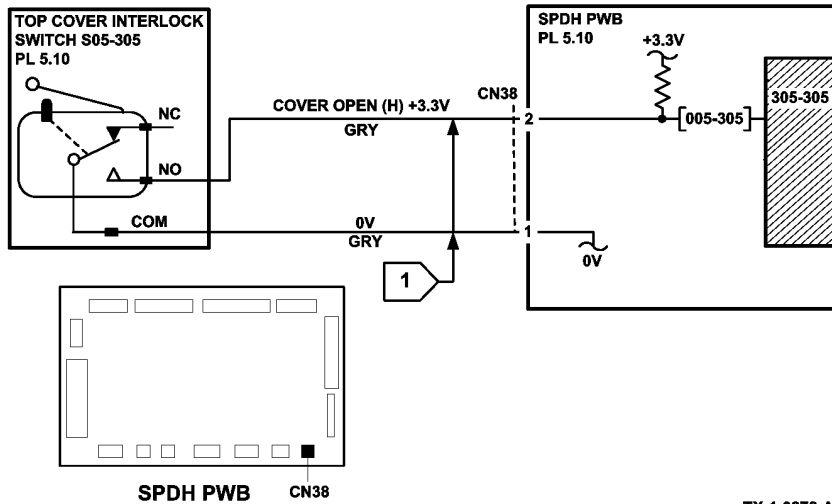 TOP COVER INTERLOCK
SWITCH S05-305
PL 5.10
NC
NO
COM
COVER OPEN (H) +3.3V
GRY
0V
GRY
1
CN38
2
1
SPDH PWB
PL 5.10
+3.3V
[005-305]
305-305
0V
SPDH PWB
CN38